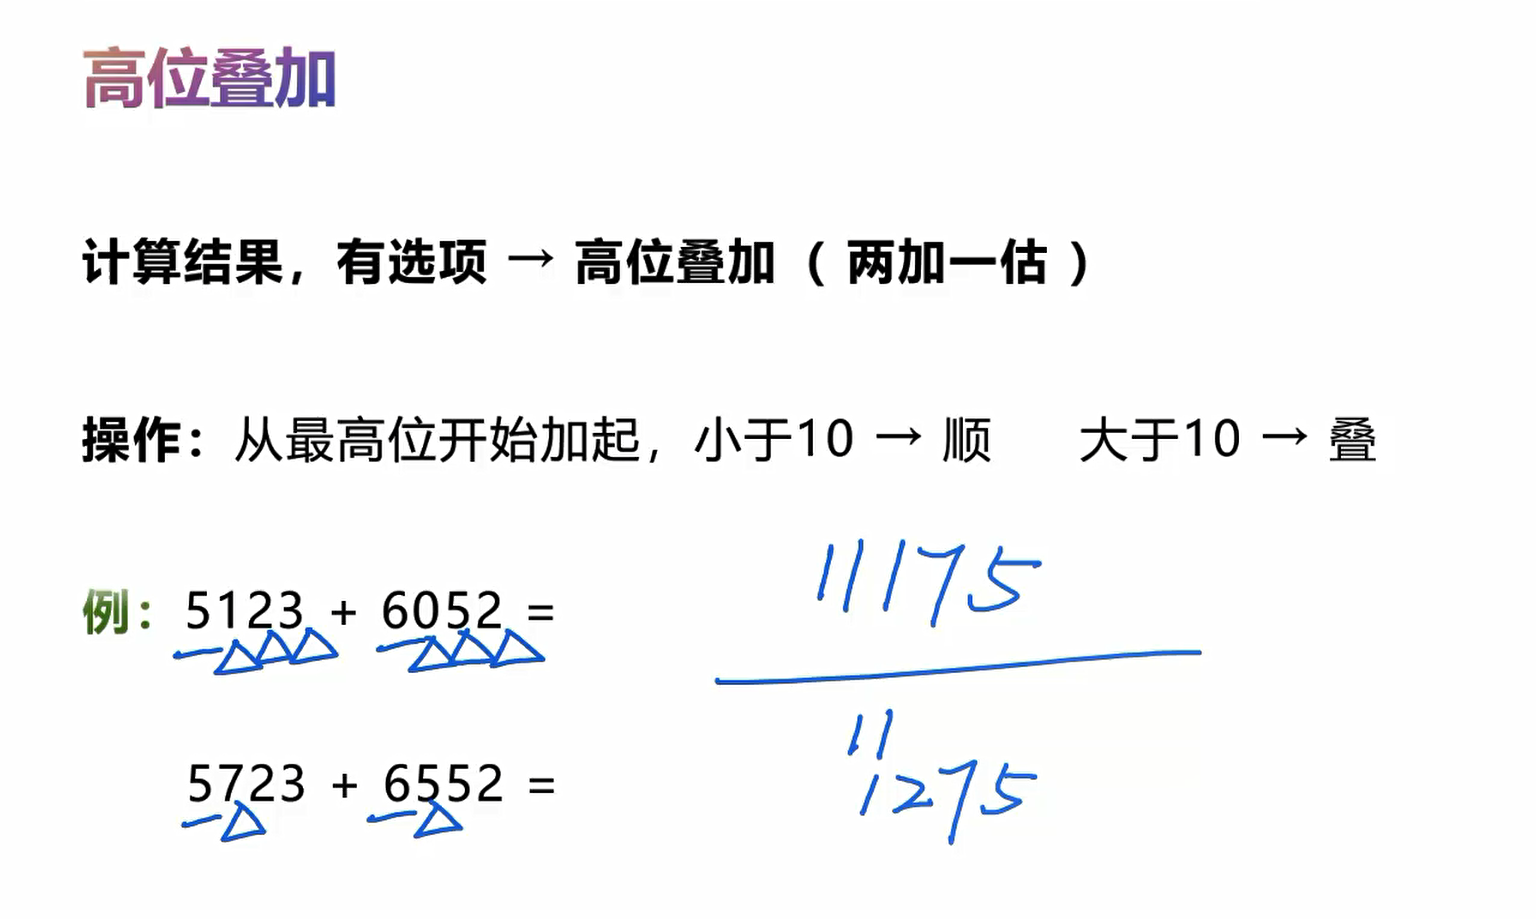 高位叠加
计算结果，有选项 → 高位叠加（两加一估）
操作：从最高位开始加起，小于10 → 顺 大于10 → 叠
11175
例：5123 + 6052 =
11
5723 + 6552 =
1275